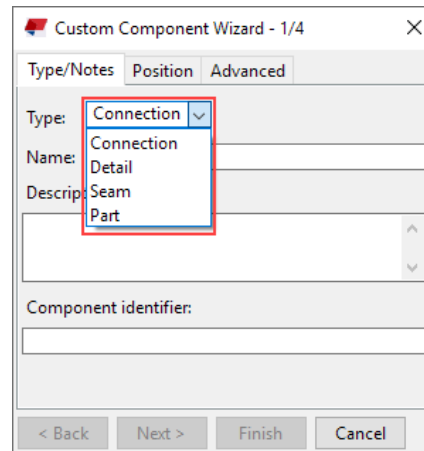 Custom Component Wizard - 1/4
Type/Notes Position Advanced
Type: Connection
Connection
Name:
Detail
Descrip Seam
Part
Component identifier:
< Back Next > Finish Cancel